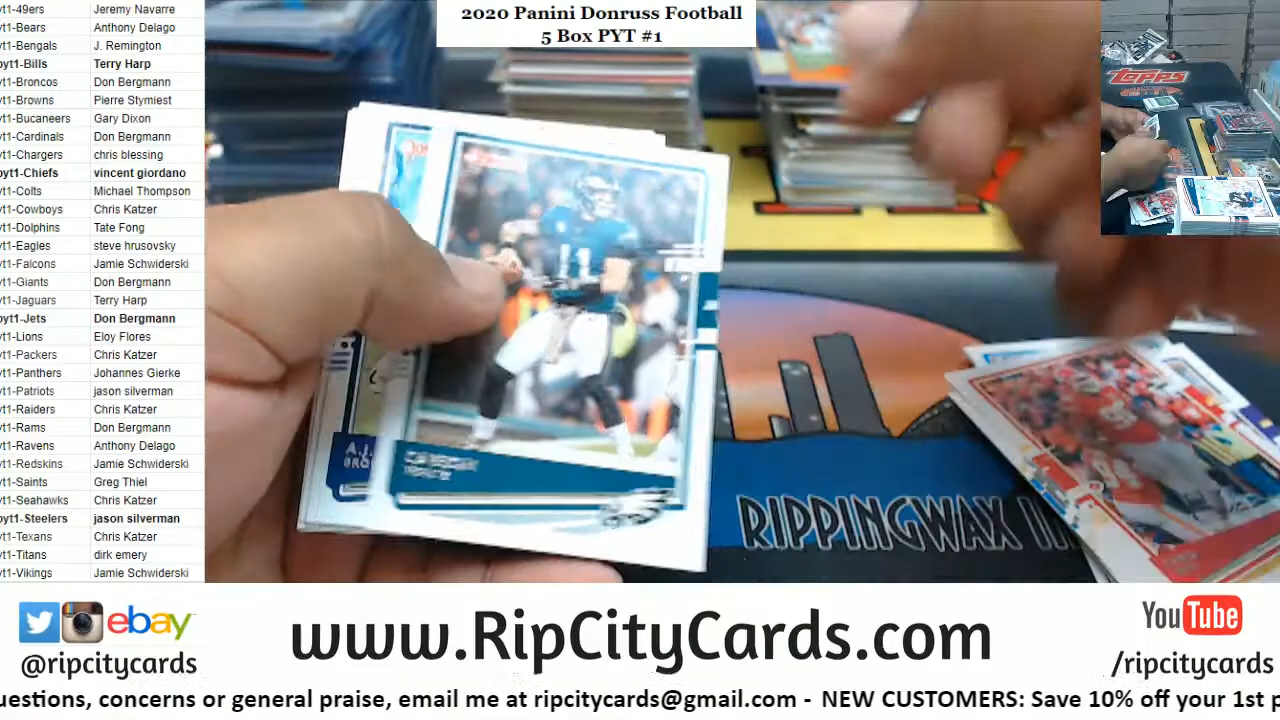 2020 Panini Donruss Football
5 Box PYT #1
yt1-49ers Jeremy Navarre
yt1-Bears Anthony Delago
yt1-Bengals J. Remington
pyt1-Bills Terry Harp
yt1-Broncos Don Bergmann
yt1-Browns Pierre Stymiest
yt1-Bucaneers Gary Dixon
yt1-Cardinals Don Bergmann
yt1-Chargers chris blessing
pyt1-Chiefs vincent giordano
yt1-Colts Michael Thompson
yt1-Cowboys Chris Katzer
yt1-Dolphins Tate Fong
yt1-Eagles steve hrusovsky
yt1-Falcons Jamie Schwiderski
yt1-Giants Don Bergmann
yt1-Jaguars Terry Harp
pyt1-Jets Don Bergmann
yt1-Lions Eloy Flores
yt1-Packers Chris Katzer
yt1-Panthers Johannes Gierke
yt1-Patriots jason silverman
yt1-Raiders Chris Katzer
yt1-Rams Don Bergmann
yt1-Ravens Anthony Delago
yt1-Redskins Jamie Schwiderski
yt1-Saints Greg Thiel
yt1-Seahawks Chris Katzer
pyt1-Steelers jason silverman
yt1-Texans Chris Katzer
yt1-Titans dirk emery
yt1-Vikings Jamie Schwiderski
topps
11
A.J.
BRO
RIPPINGWAX
ebay
@ripcitycards
www.RipCityCards.com
YouTube
/ripcitycards
uestions, concerns or general praise, email me at ripcitycards@gmail.com - NEW CUSTOMERS: Save 10% off your 1st p